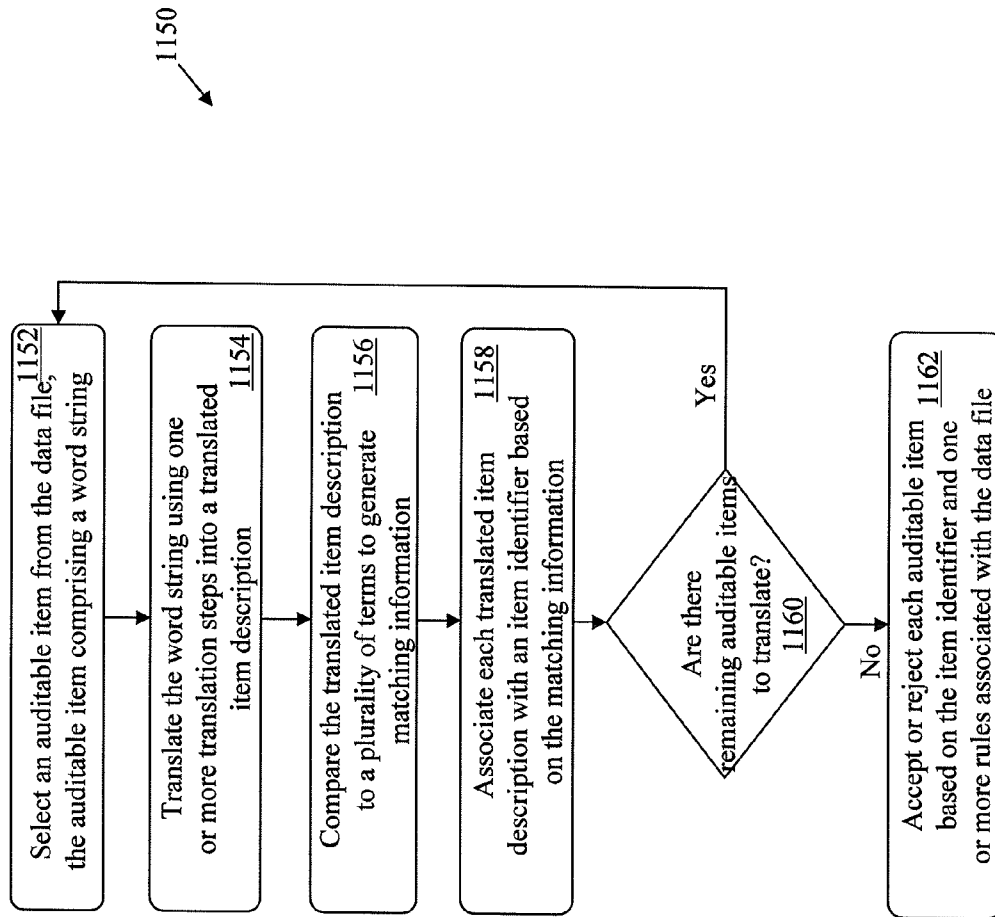 1150
Select an auditable item from the data file, 1152
the auditable item comprising a word string
Translate the word string using one
or more translation steps into a translated 1154
item description
Compare the translated item description
to a plurality of terms to generate 1156
matching information
Associate each translated item 1158
description with an item identifier based
on the matching information
Are there
remaining auditable items
to translate?
1160
Yes
No
Accept or reject each auditable item 1162
based on the item identifier and one
or more rules associated with the data file